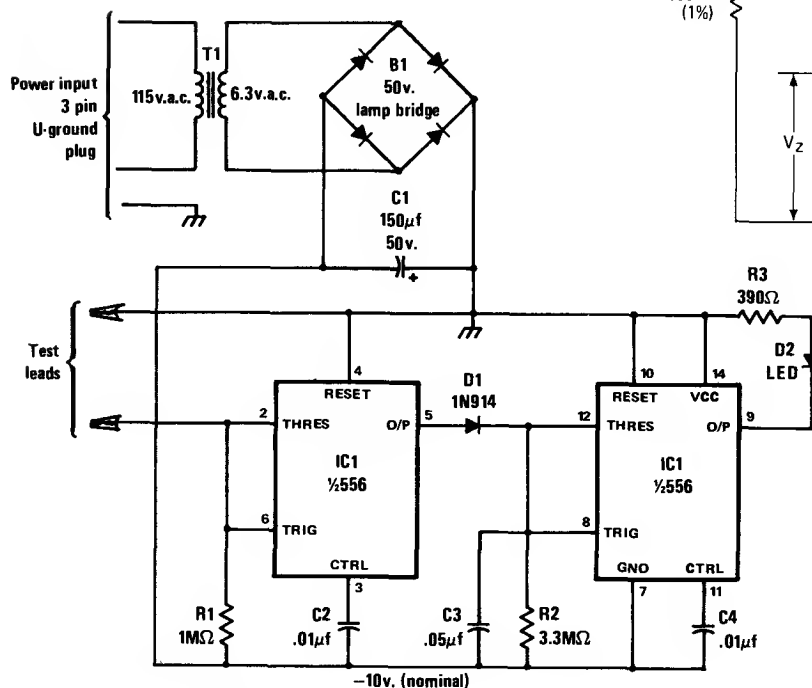 (1%)
T1
B1
50v.
lamp bridge
Power input
3 pin
U-ground
plug
115v.a.c.
6.3v.a.c.
VZ
C1
150µf
50v.
+
R3
390Ω
Test
leads
4
RESET
D1
1N914
10
14
RESET
VCC
D2
LED
2
THRES
O/P
5
12
THRES
O/P
9
IC1
½556
IC1
½556
6
TRIG
8
TRIG
CTRL
3
GND
7
CTRL
11
R1
1MΩ
C2
.01µf
C3
.05µf
R2
3.3MΩ
C4
.01µf
−10v. (nominal)